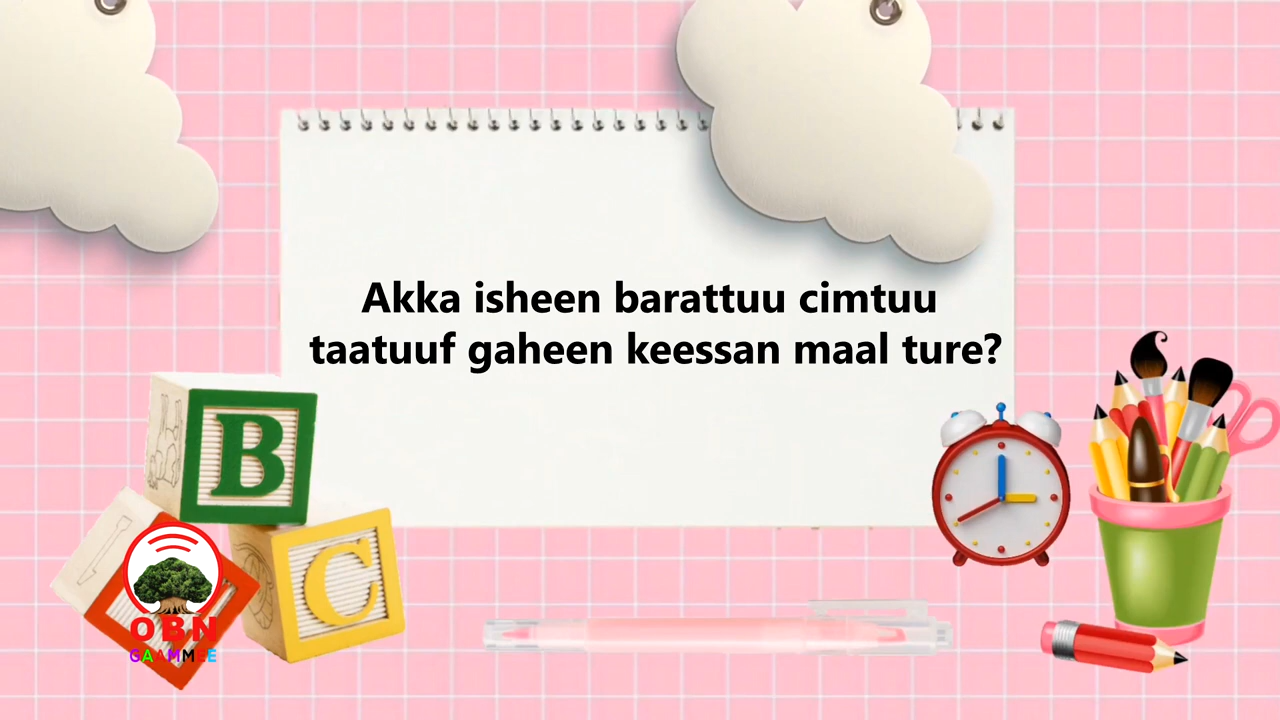 Akka isheen barattuu cimtuu
taatuuf gaheen keessan maal ture?
B
C
OBN
GAAMMEE